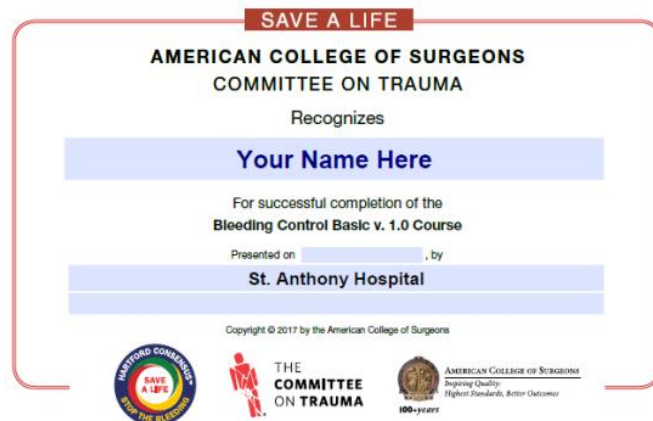 SAVE A LIFE
AMERICAN COLLEGE OF SURGEONS
COMMITTEE ON TRAUMA
Recognizes
Your Name Here
For successful completion of the
Bleeding Control Basic v. 1.0 Course
Presented on , by
St. Anthony Hospital
Copyright © 2017 by the American College of Surgeons
HARTFORD CONSENSUS™
SAVE
A LIFE
STOP THE BLEEDING
THE
COMMITTEE
ON TRAUMA
100+years
AMERICAN COLLEGE OF SURGEONS
Inspiring Quality:
Highest Standards, Better Outcomes